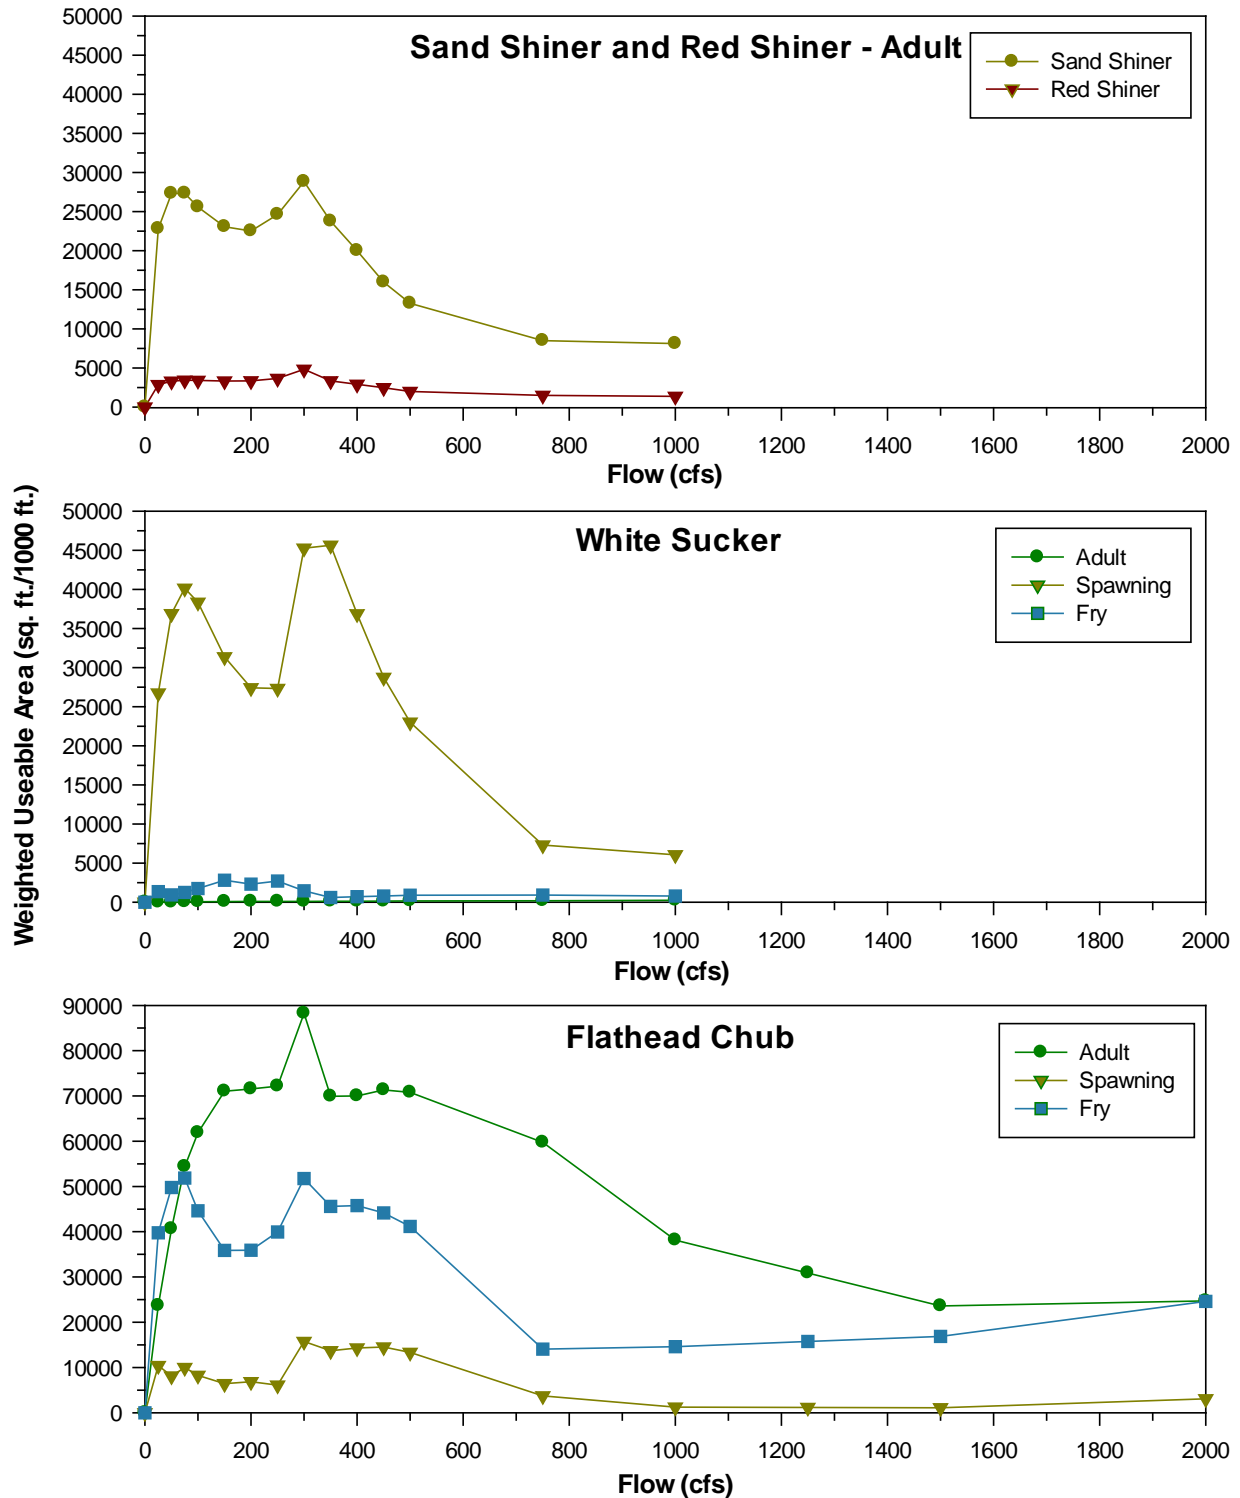 Sand Shiner and Red Shiner - Adult
Sand Shiner
Red Shiner
50000
45000
40000
35000
30000
25000
20000
15000
10000
5000
0
0 200 400 600 800 1000 1200 1400 1600 1800 2000
Flow (cfs)
Weighted Useable Area (sq. ft./1000 ft.)
White Sucker
Adult
Spawning
Fry
50000
45000
40000
35000
30000
25000
20000
15000
10000
5000
0
0 200 400 600 800 1000 1200 1400 1600 1800 2000
Flow (cfs)
Flathead Chub
Adult
Spawning
Fry
90000
80000
70000
60000
50000
40000
30000
20000
10000
0
0 200 400 600 800 1000 1200 1400 1600 1800 2000
Flow (cfs)